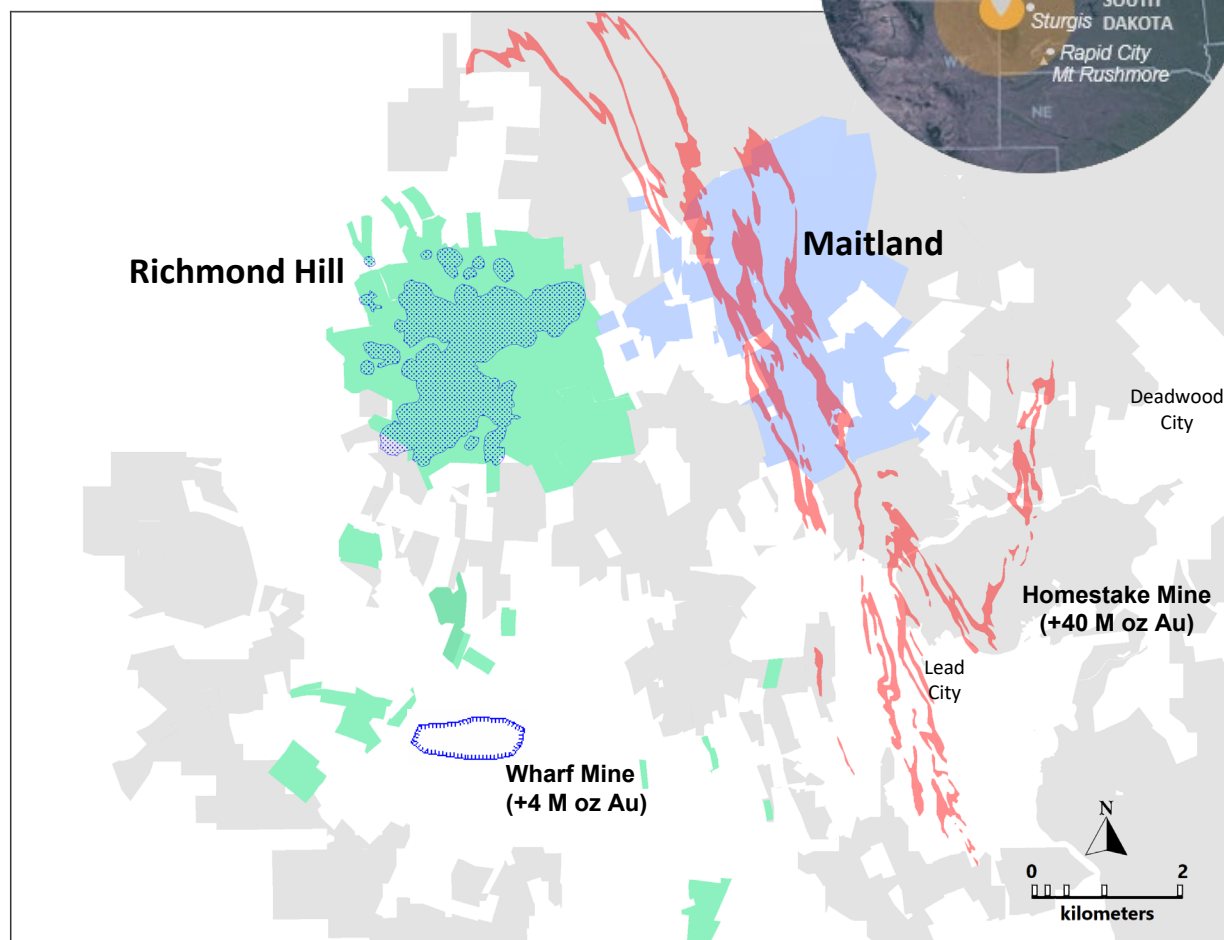 SOUTH
Sturgis DAKOTA
WY
Rapid City
Mt Rushmore
NE
Richmond Hill
Maitland
Deadwood
City
Homestake Mine
(+40 M oz Au)
Lead
City
Wharf Mine
(+4 M oz Au)
N
0 2
kilometers